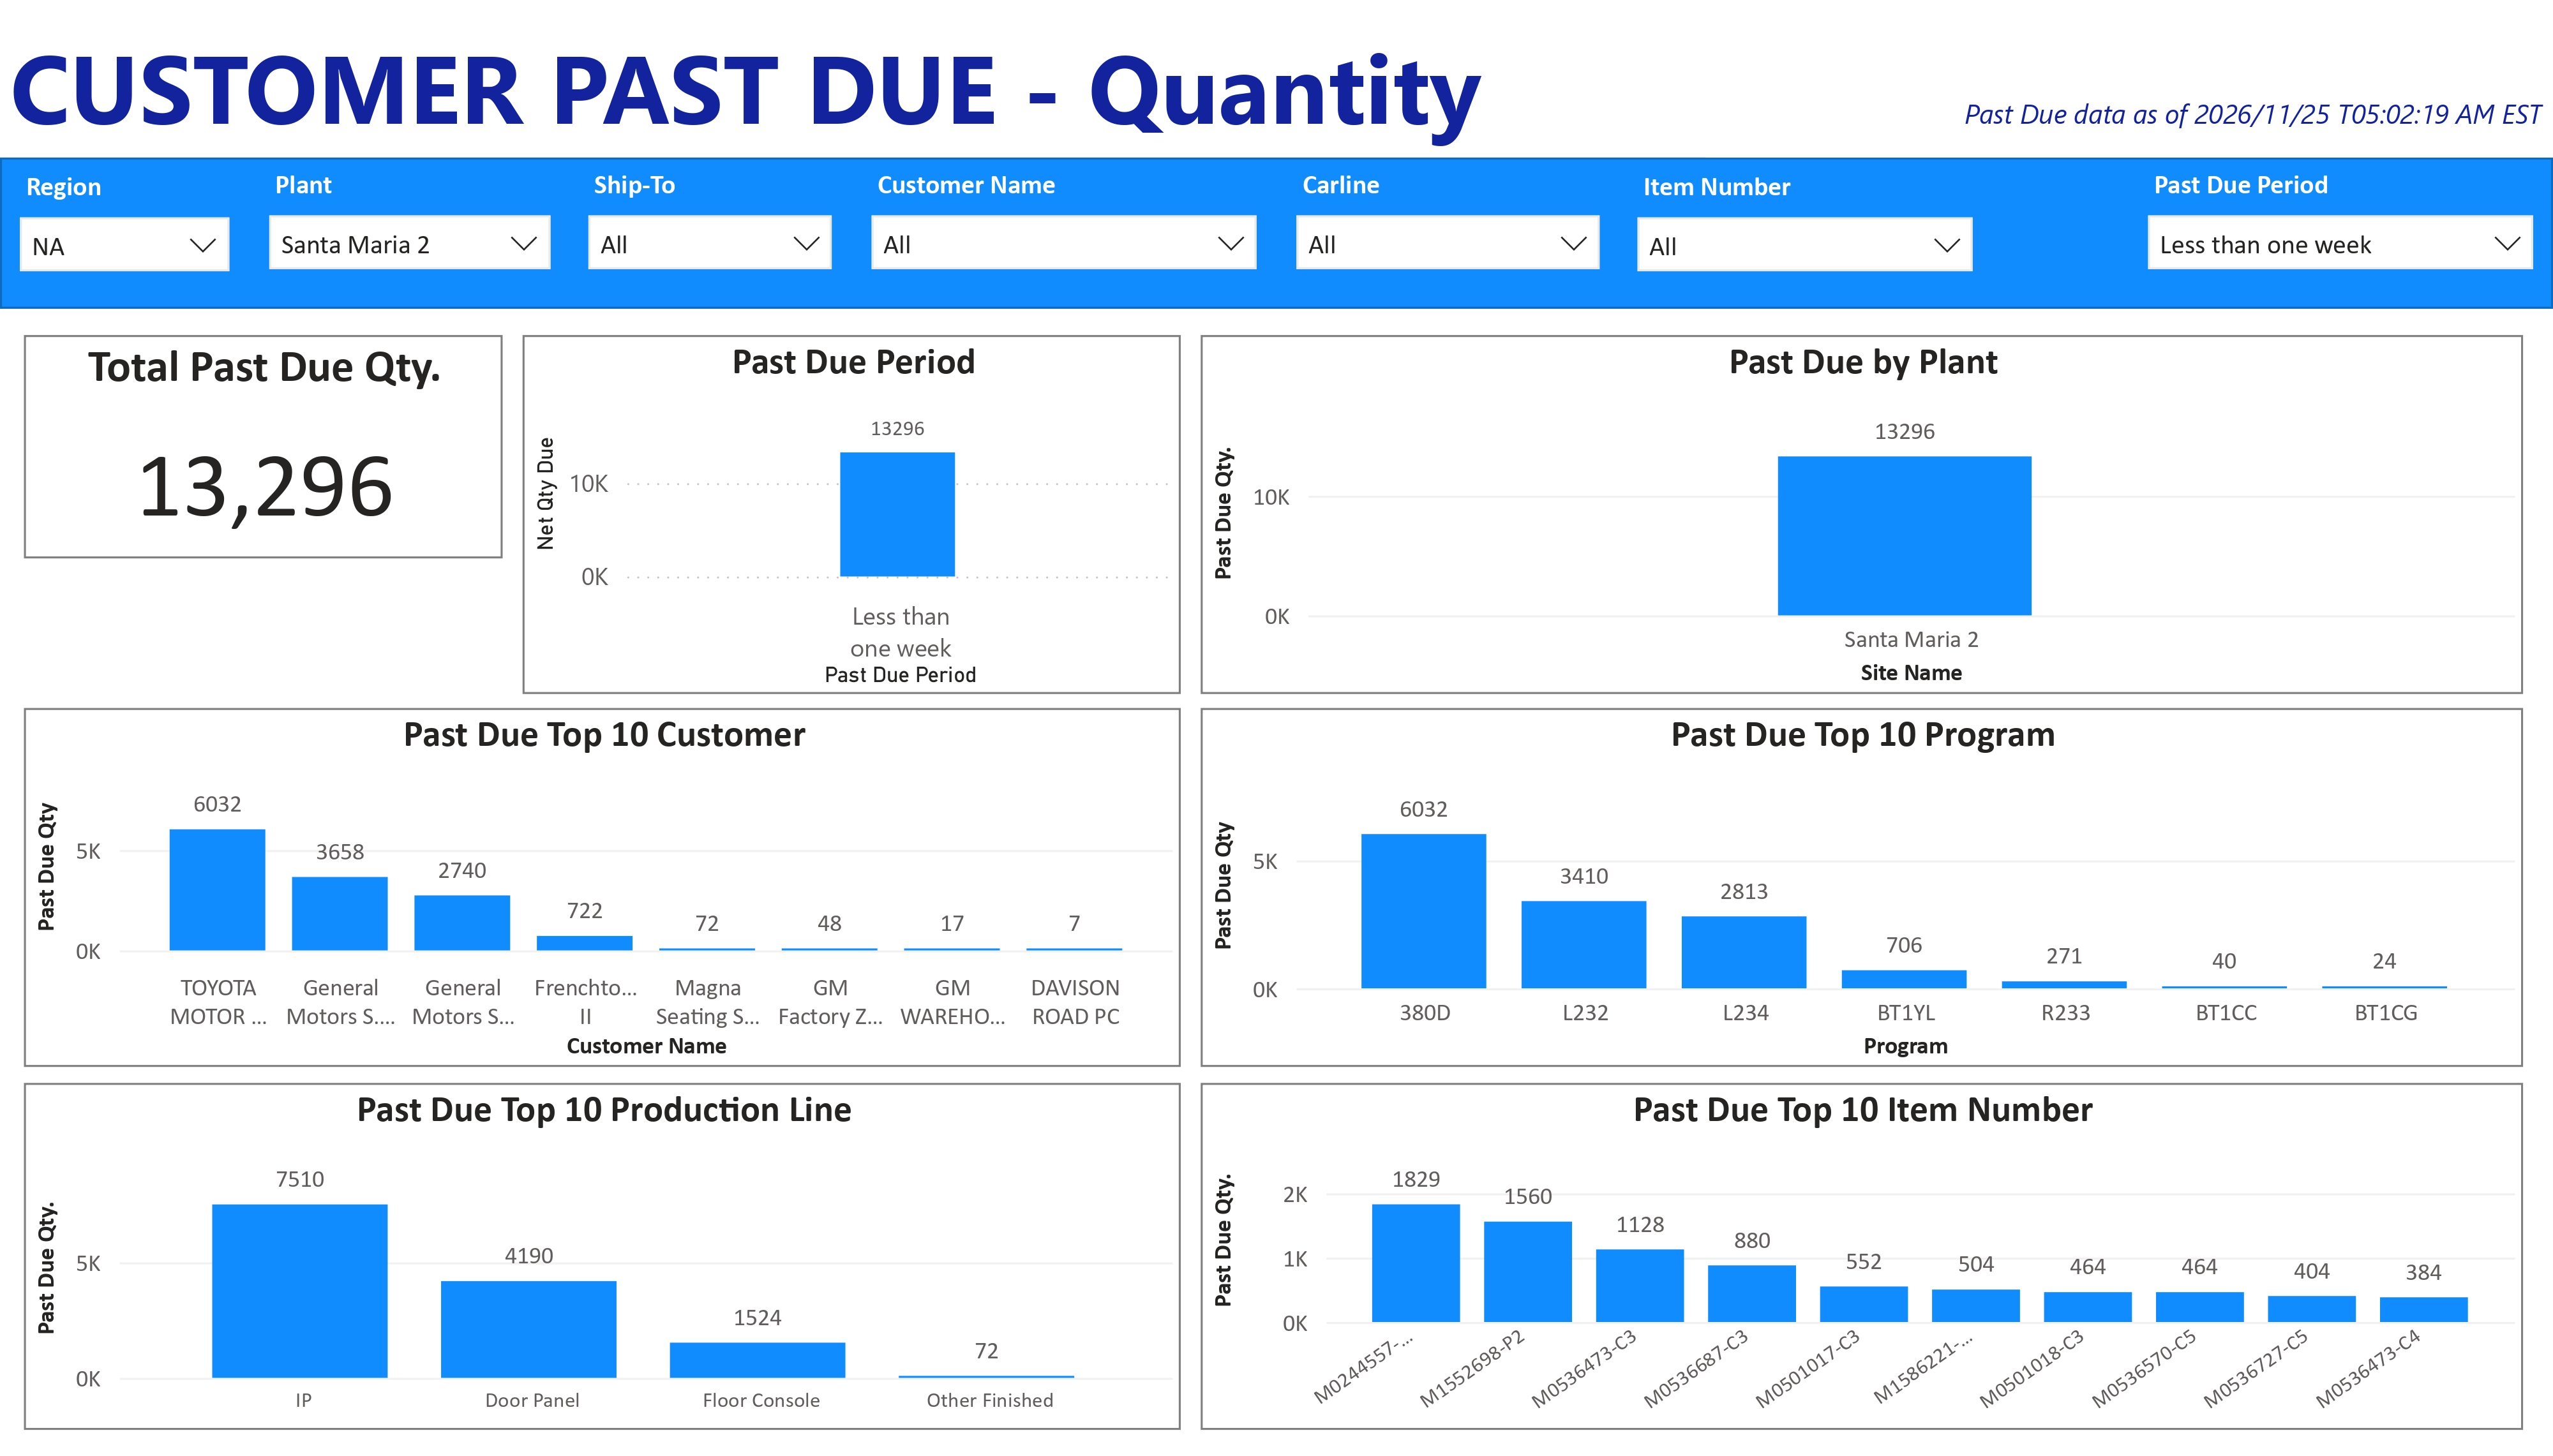 CUSTOMER PAST DUE - Quantity
Past Due data as of 2026/11/25 T05:02:19 AM EST
Region
Plant
Ship-To
Customer Name
Carline
Item Number
Past Due Period
NA
Santa Maria 2
All
All
All
All
Less than one week
Total Past Due Qty.
13,296
Past Due Period
Net Qty Due
13296
10K
0K
Less than
one week
Past Due Period
Past Due by Plant
Past Due Qty.
13296
10K
0K
Santa Maria 2
Site Name
Past Due Top 10 Customer
Past Due Qty
6032
3658
2740
722
72
48
17
7
5K
0K
TOYOTA
MOTOR ...
General
Motors S....
General
Motors S...
Frenchto...
II
Magna
Seating S...
GM
Factory Z...
GM
WAREHO...
DAVISON
ROAD PC
Customer Name
Past Due Top 10 Program
Past Due Qty
6032
3410
2813
706
271
40
24
5K
0K
380D
L232
L234
BT1YL
R233
BT1CC
BT1CG
Program
Past Due Top 10 Production Line
Past Due Qty.
7510
4190
1524
72
5K
0K
IP
Door Panel
Floor Console
Other Finished
Past Due Top 10 Item Number
Past Due Qty.
1829
1560
1128
880
552
504
464
464
404
384
2K
1K
0K
M0244557-...
M1552698-P2
M0536473-C3
M0536687-C3
M0501017-C3
M1586221-...
M0501018-C3
M0536570-C5
M0536727-C5
M0536473-C4